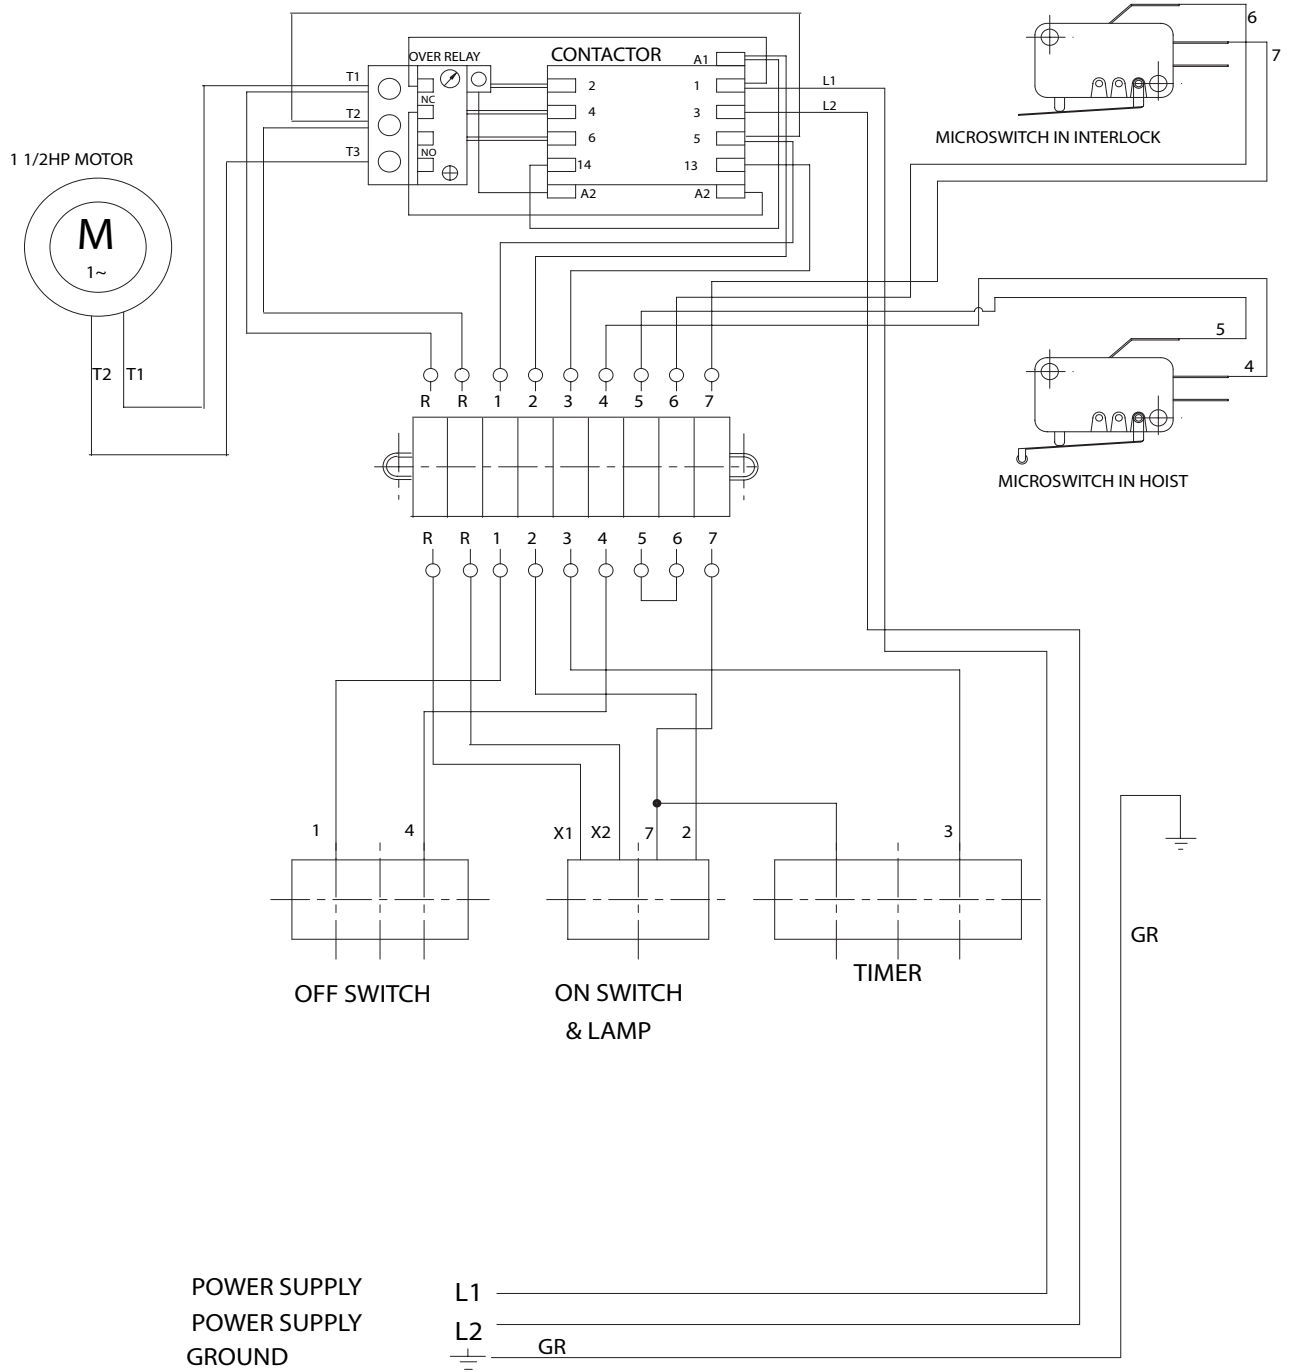 6
7
MICROSWITCH IN INTERLOCK
OVER RELAY
CONTACTOR
A1
T1
2
1
L1
NC
T2
4
3
L2
6
5
T3
NO
14
13
A2
A2
1 1/2HP MOTOR
M
1~
T2
T1
5
4
MICROSWITCH IN HOIST
R R 1 2 3 4 5 6 7
R R 1 2 3 4 5 6 7
1
4
X1
X2
7
2
3
OFF SWITCH
ON SWITCH
& LAMP
TIMER
GR
POWER SUPPLY L1
POWER SUPPLY L2
GROUND
GR